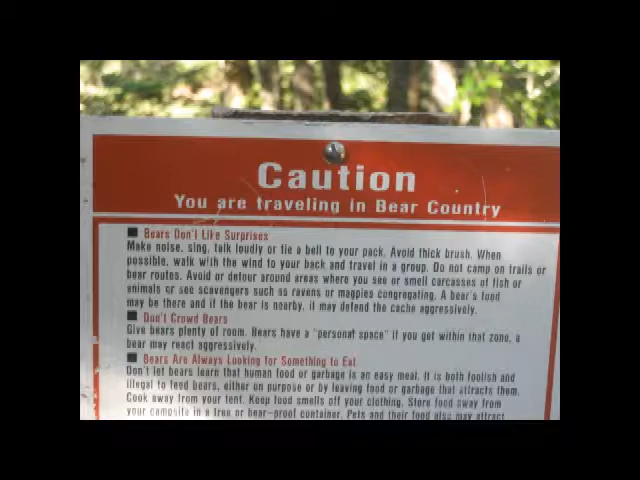 Caution
You are traveling in Bear Country
Bears Don't Like Surprises
Make noise, sing, talk loudly or tie a bell to your pack. Avoid thick brush. When
possible, walk with the wind to your back and travel in a group. Do not camp on trails or
bear routes. Avoid or detour around areas where you see or smell carcasses of fish or
animals or see scavengers such as ravens or magpies congregating. A bear's food
may be there and if the bear is nearby, it may defend the cache aggressively.
Don't Crowd Bears
Give bears plenty of room. Bears have a "personal space" if you get within that zone, a
bear may react aggressively.
Bears Are Always Looking for Something to Eat
Don't let bears learn that human food or garbage is an easy meal. It is both foolish and
illegal to feed bears, either on purpose or by leaving food or garbage that attracts them.
Cook away from your tent. Keep food smells off your clothing. Store food away from
your campsite in a tree or bear-proof container. Pets and their food also may attract